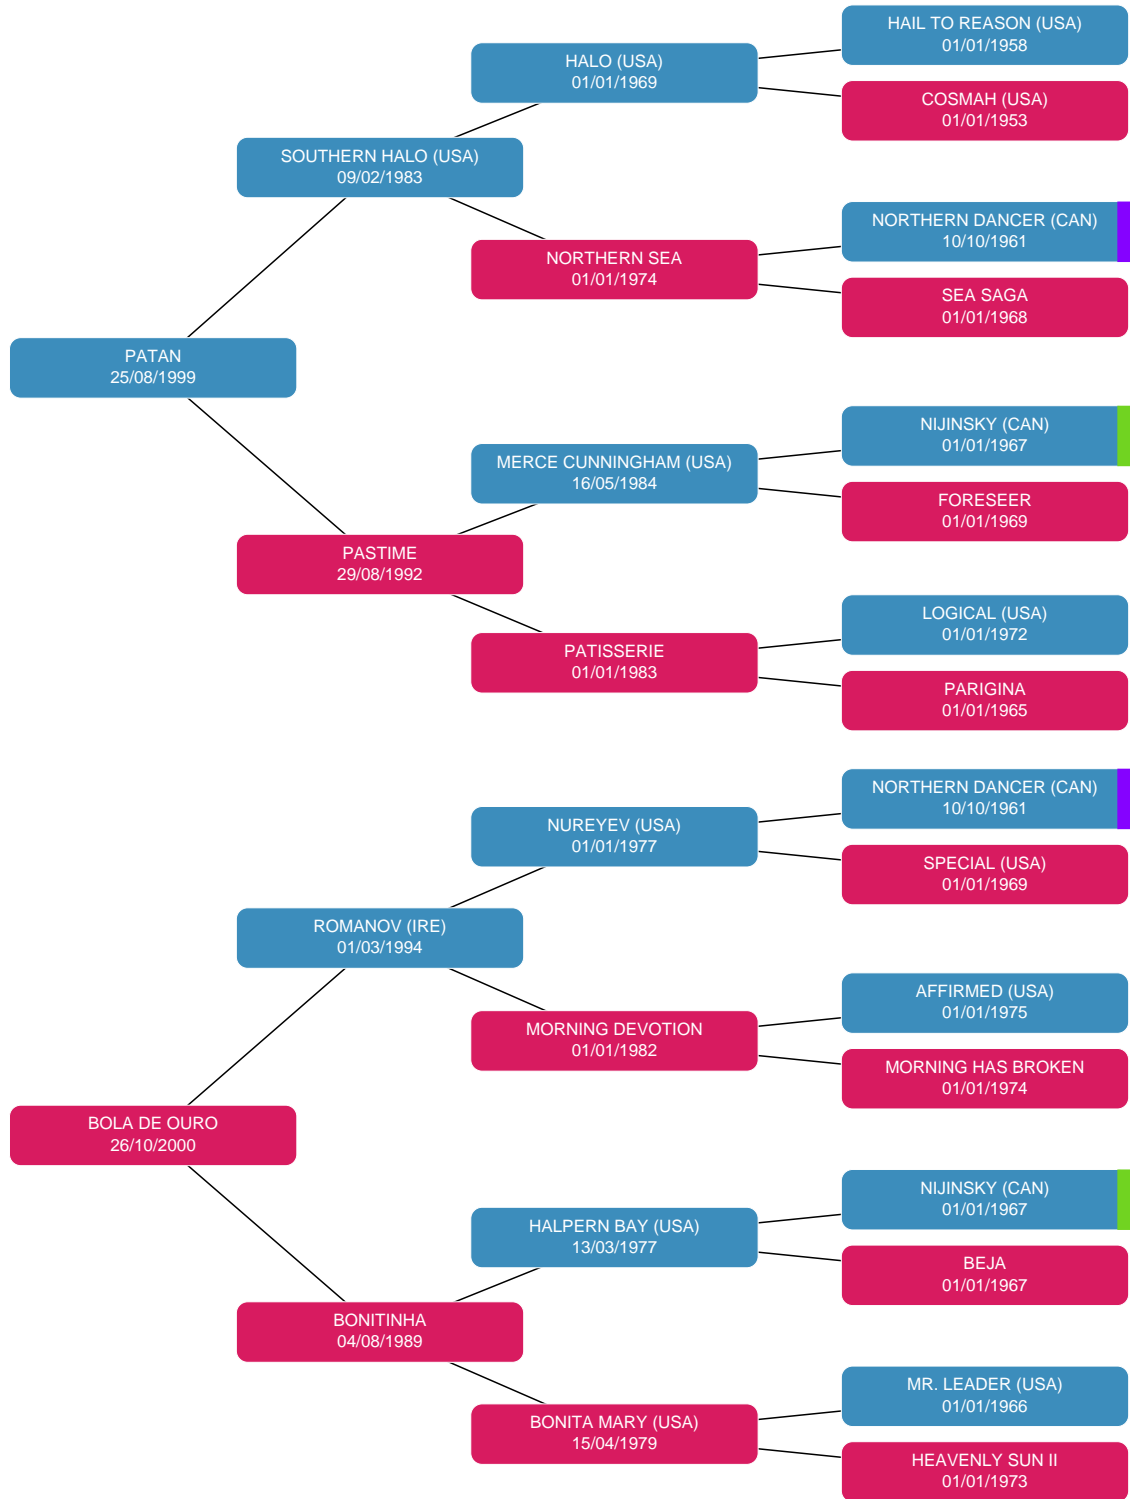 HAIL TO REASON (USA)
01/01/1958
HALO (USA)
01/01/1969
COSMAH (USA)
01/01/1953
SOUTHERN HALO (USA)
09/02/1983
NORTHERN DANCER (CAN)
10/10/1961
NORTHERN SEA
01/01/1974
SEA SAGA
01/01/1968
PATAN
25/08/1999
NIJINSKY (CAN)
01/01/1967
MERCE CUNNINGHAM (USA)
16/05/1984
FORESEER
01/01/1969
PASTIME
29/08/1992
LOGICAL (USA)
01/01/1972
PATISSERIE
01/01/1983
PARIGINA
01/01/1965
NORTHERN DANCER (CAN)
10/10/1961
NUREYEV (USA)
01/01/1977
SPECIAL (USA)
01/01/1969
ROMANOV (IRE)
01/03/1994
AFFIRMED (USA)
01/01/1975
MORNING DEVOTION
01/01/1982
MORNING HAS BROKEN
01/01/1974
BOLA DE OURO
26/10/2000
NIJINSKY (CAN)
01/01/1967
HALPERN BAY (USA)
13/03/1977
BEJA
01/01/1967
BONITINHA
04/08/1989
MR. LEADER (USA)
01/01/1966
BONITA MARY (USA)
15/04/1979
HEAVENLY SUN II
01/01/1973